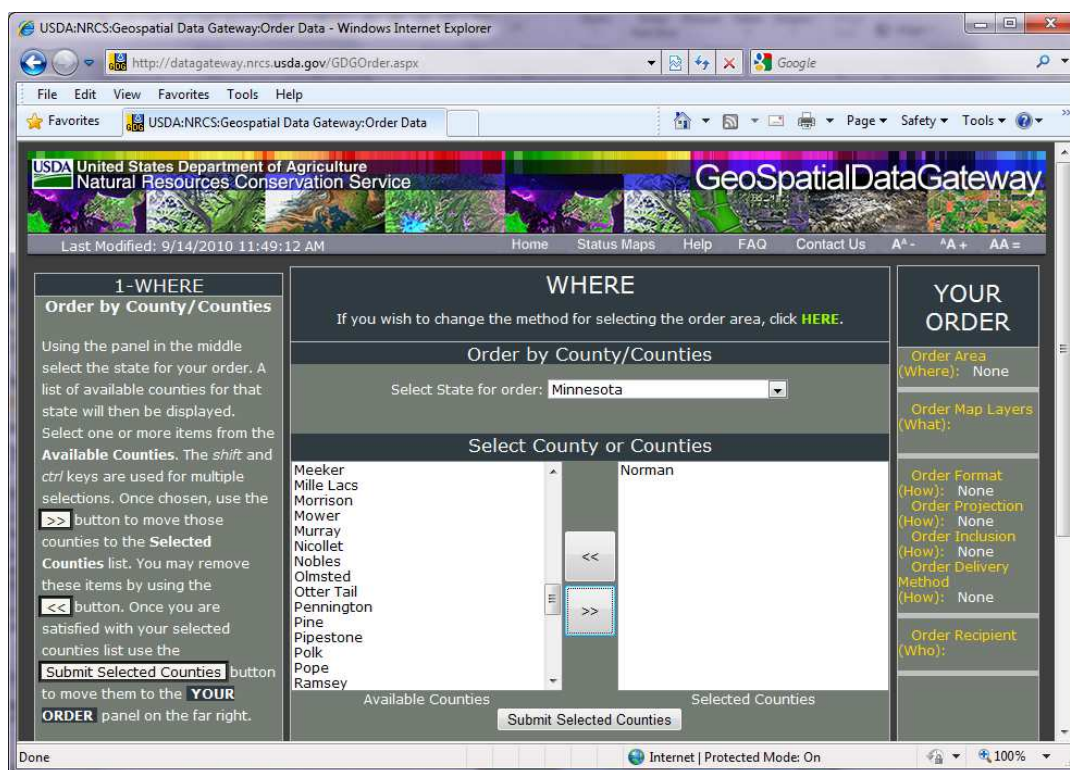 USDA:NRCS:Geospatial Data Gateway:Order Data - Windows Internet Explorer
http://datagateway.nrcs.usda.gov/GDGOrder.aspx
Google
File Edit View Favorites Tools Help
Favorites
USDA:NRCS:Geospatial Data Gateway:Order Data
Page Safety Tools
USDA United States Department of Agriculture
Natural Resources Conservation Service
GeoSpatialDataGateway
Last Modified: 9/14/2010 11:49:12 AM
Home Status Maps Help FAQ Contact Us A^A - ^AA + AA =
1-WHERE
Order by County/Counties
Using the panel in the middle
select the state for your order. A
list of available counties for that
state will then be displayed.
Select one or more items from the
Available Counties. The shift and
ctrl keys are used for multiple
selections. Once chosen, use the
>> button to move those
counties to the Selected
Counties list. You may remove
these items by using the
<< button. Once you are
satisfied with your selected
counties list use the
Submit Selected Counties button
to move them to the YOUR
ORDER panel on the far right.
WHERE
If you wish to change the method for selecting the order area, click HERE.
Order by County/Counties
Select State for order: Minnesota
Select County or Counties
Meeker
Mille Lacs
Morrison
Mower
Murray
Nicollet
Nobles
Olmsted
Otter Tail
Pennington
Pine
Pipestone
Polk
Pope
Ramsey
<<
>>
Norman
Available Counties
Selected Counties
Submit Selected Counties
YOUR
ORDER
Order Area
(Where): None
Order Map Layers
(What):
Order Format
(How): None
Order Projection
(How): None
Order Inclusion
(How): None
Order Delivery
Method
(How): None
Order Recipient
(Who):
Done
Internet | Protected Mode: On
100%